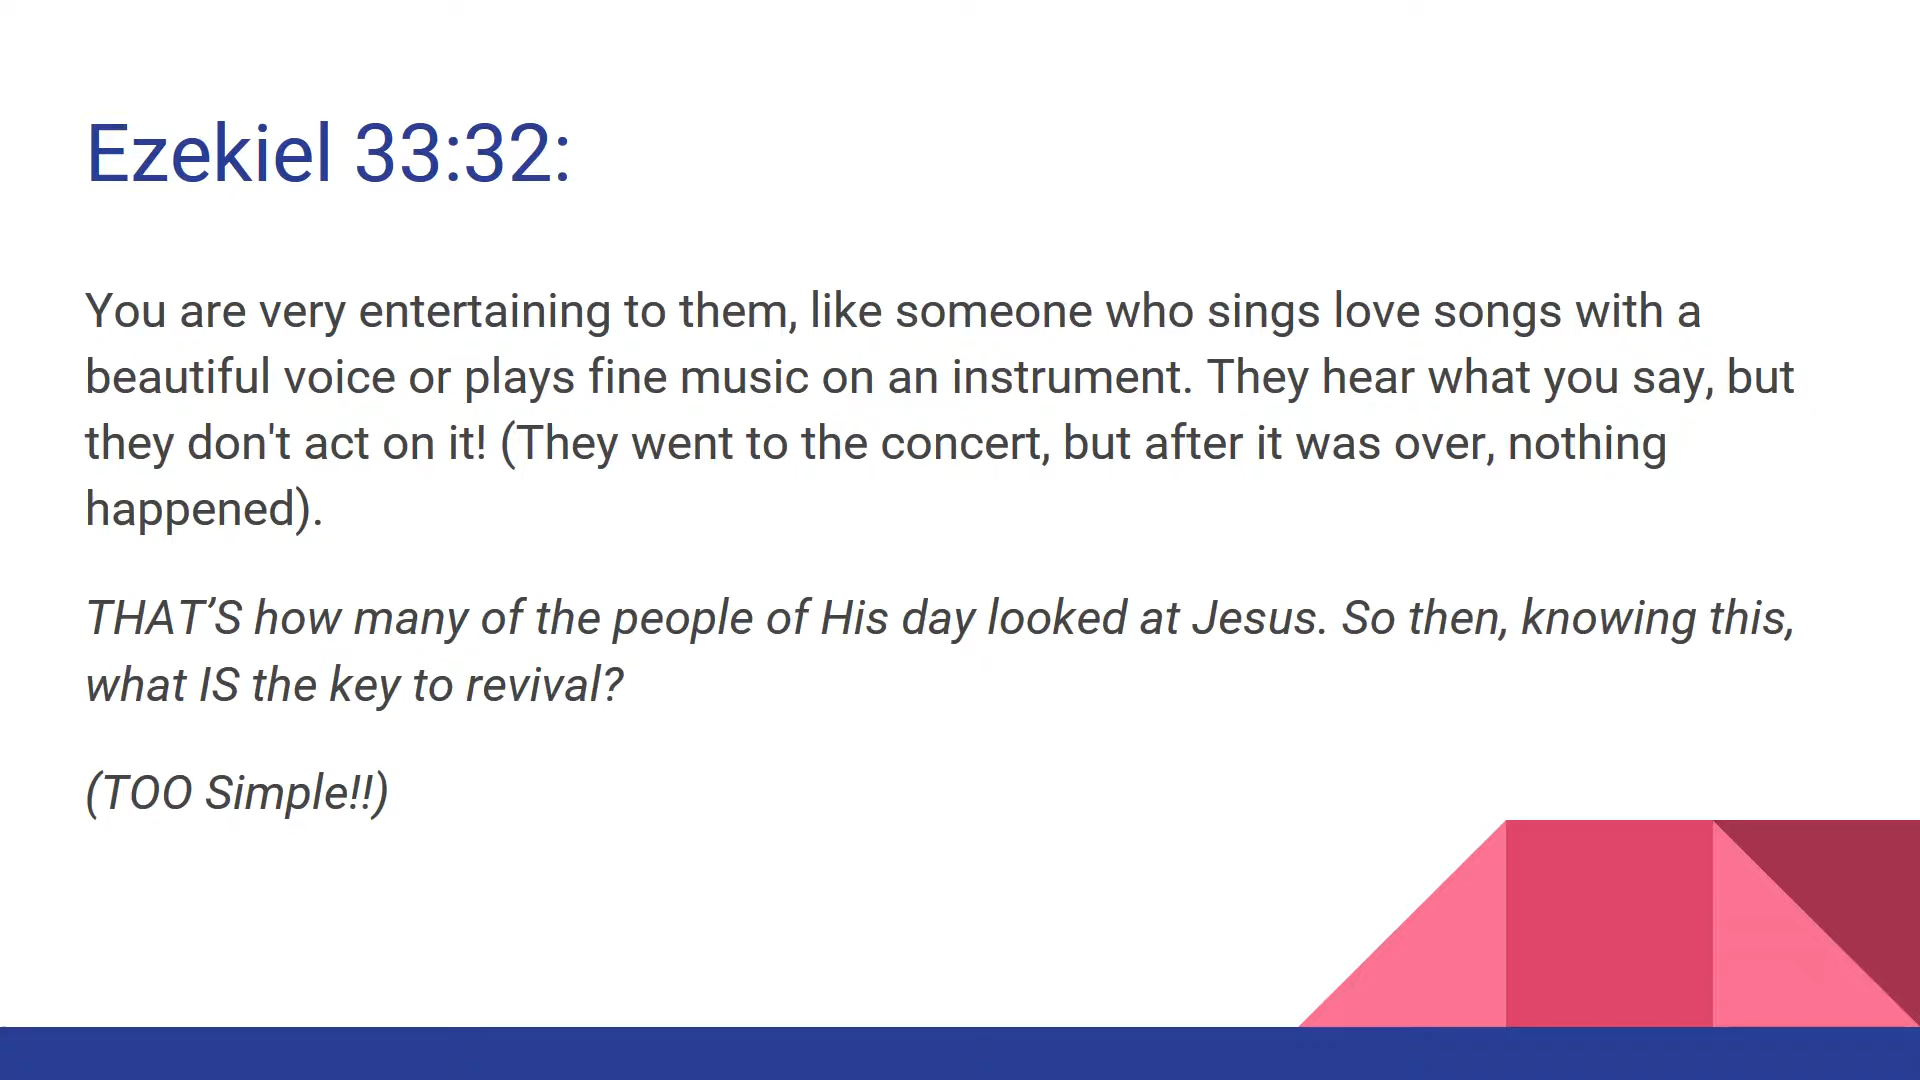 Ezekiel 33:32:
You are very entertaining to them, like someone who sings love songs with a
beautiful voice or plays fine music on an instrument. They hear what you say, but
they don't act on it! (They went to the concert, but after it was over, nothing
happened).
THAT’S how many of the people of His day looked at Jesus. So then, knowing this,
what IS the key to revival?
(TOO Simple!!)